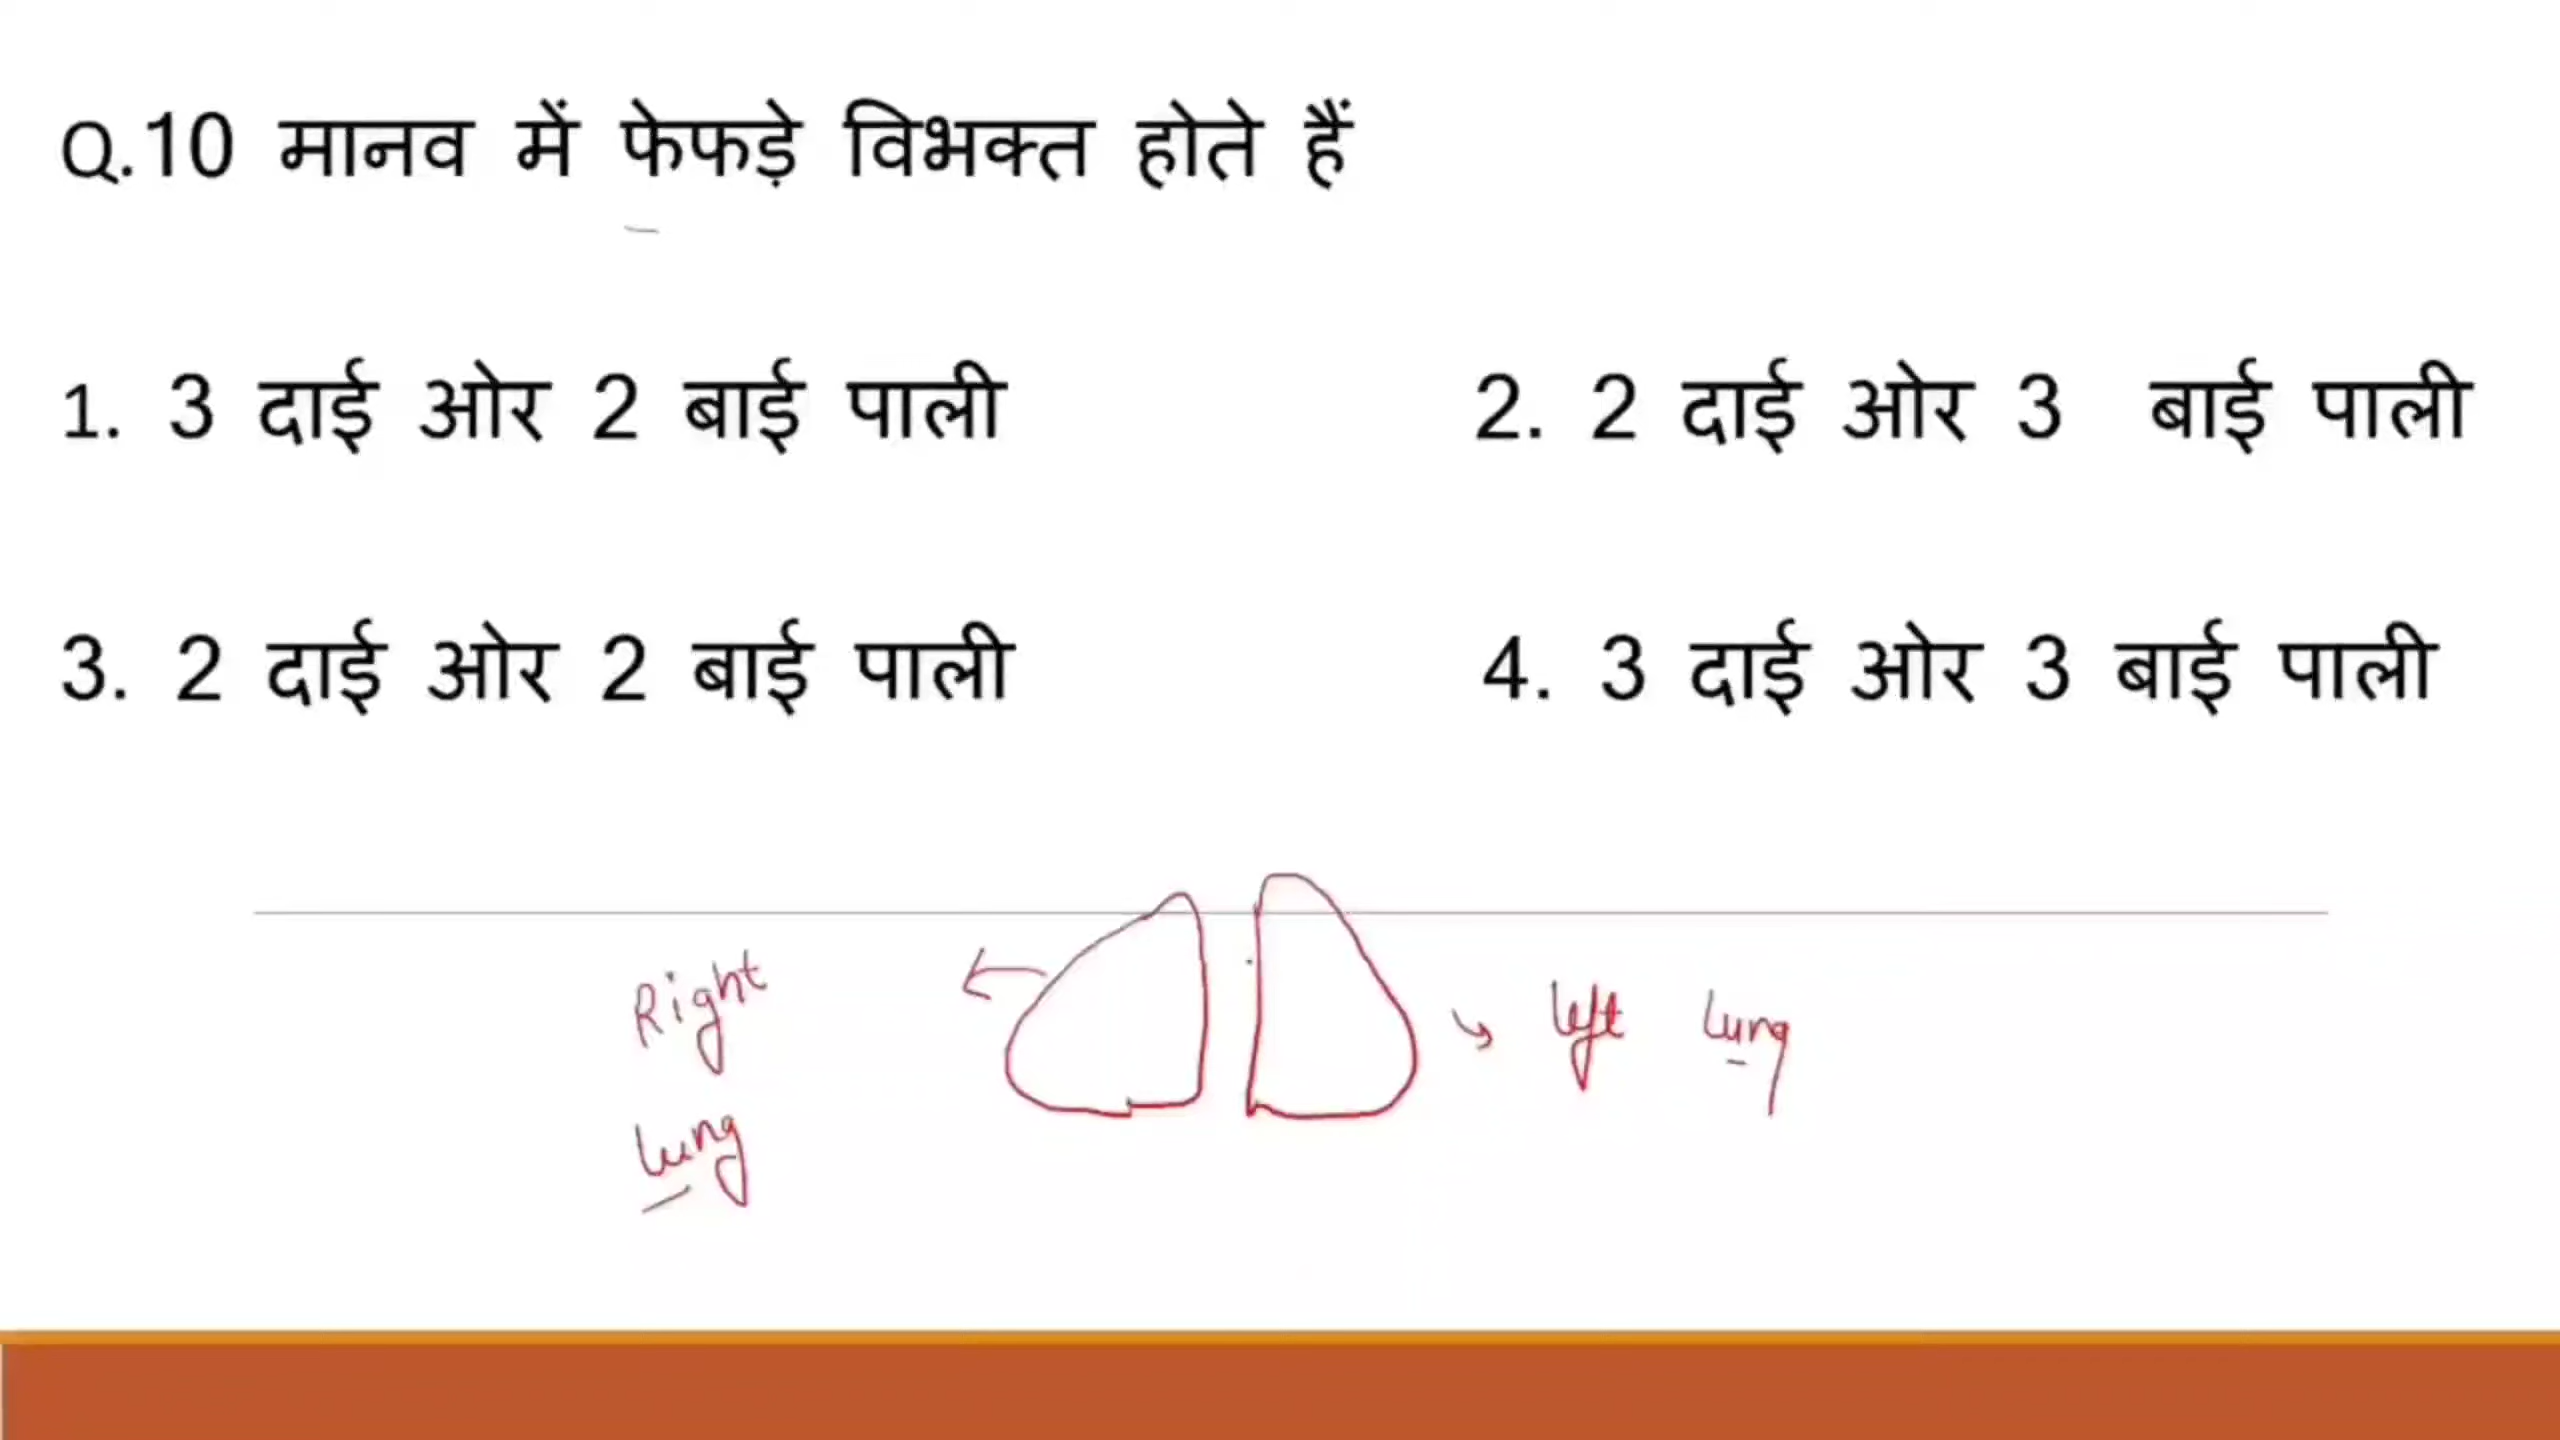 Q.10 मानव में फेफड़े विभक्त होते हैं
1. 3 दाई ओर 2 बाई पाली
2. 2 दाई ओर 3 बाई पाली
3. 2 दाई ओर 2 बाई पाली
4. 3 दाई ओर 3 बाई पाली
Right
Lung
left Lung